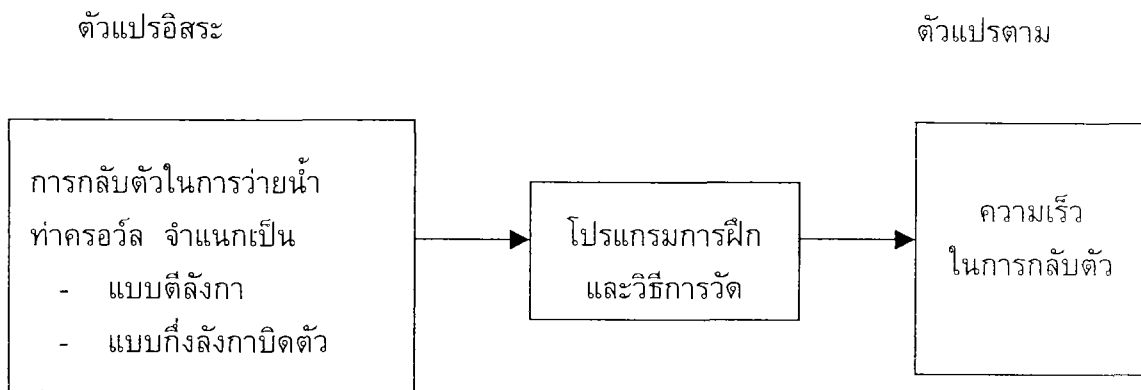 ตัวแปรอิสระ
ตัวแปรตาม
การกลับตัวในการว่ายน้ำ
ท่าครอว์ล จำแนกเป็น
- แบบตีลังกา
- แบบกึ่งลังกาบิดตัว
โปรแกรมการฝึก
และวิธีการวัด
ความเร็ว
ในการกลับตัว